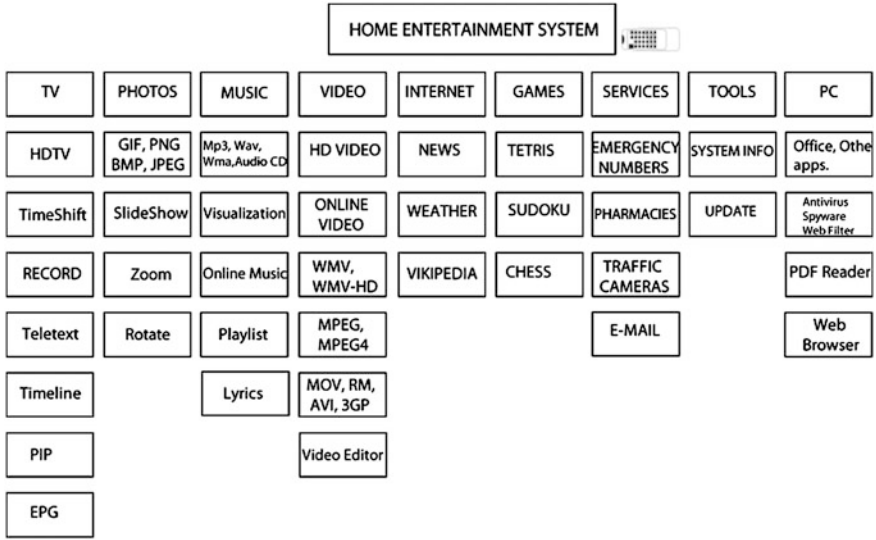 HOME ENTERTAINMENT SYSTEM
TV PHOTOS MUSIC VIDEO INTERNET GAMES SERVICES TOOLS PC
HDTV
GIF, PNG
BMP, JPEG
Mp3, Wav,
Wma,Audio CD
HD VIDEO
NEWS
TETRIS
EMERGENCY
NUMBERS
SYSTEM INFO
Office, Othe
apps.
TimeShift
SlideShow
Visualization
ONLINE
VIDEO
WEATHER
SUDOKU
PHARMACIES
UPDATE
Antivirus
Spyware
Web Filter
RECORD
Zoom
Online Music
WMV,
WMV-HD
VIKIPEDIA
CHESS
TRAFFIC
CAMERAS
PDF Reader
Teletext
Rotate
Playlist
MPEG,
MPEG4
E-MAIL
Web
Browser
Timeline
Lyrics
MOV, RM,
AVI, 3GP
PIP
Video Editor
EPG